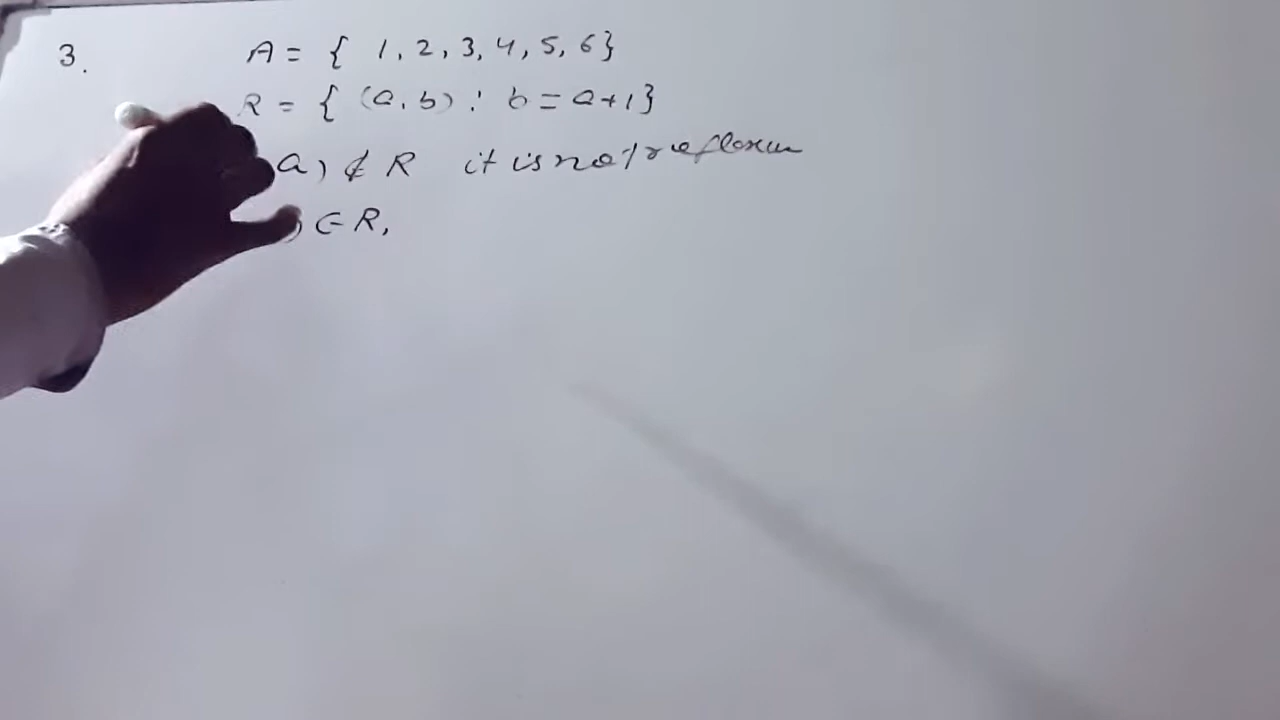 3. A = { 1, 2, 3, 4, 5, 6}
R = { (a, b) : b = a+1}
a) ∉ R it is not reflexive
) ∈ R,